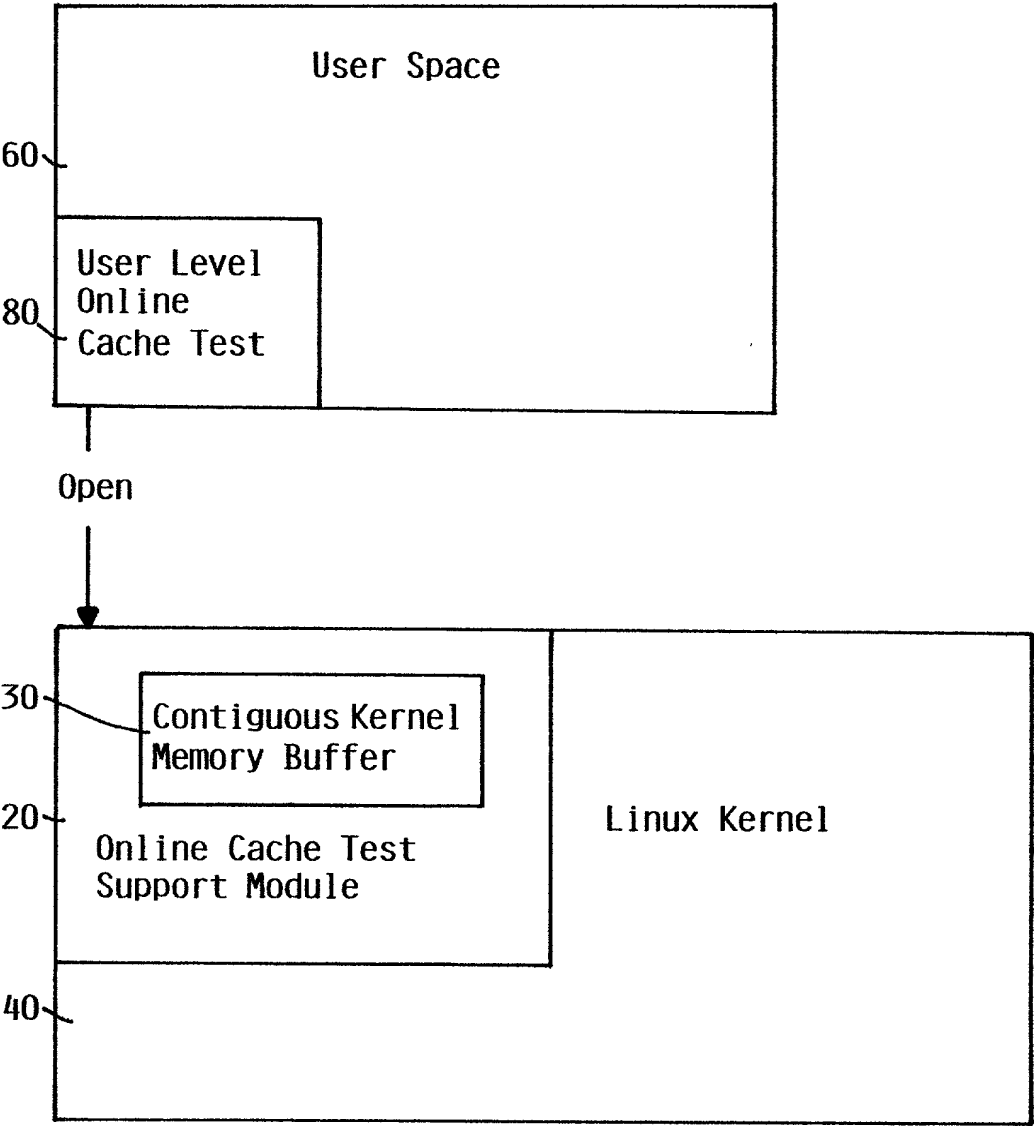 User Space
60
User Level
Online
80
Cache Test
Open
30
Contiguous Kernel
Memory Buffer
20
Linux Kernel
Online Cache Test
Support Module
40